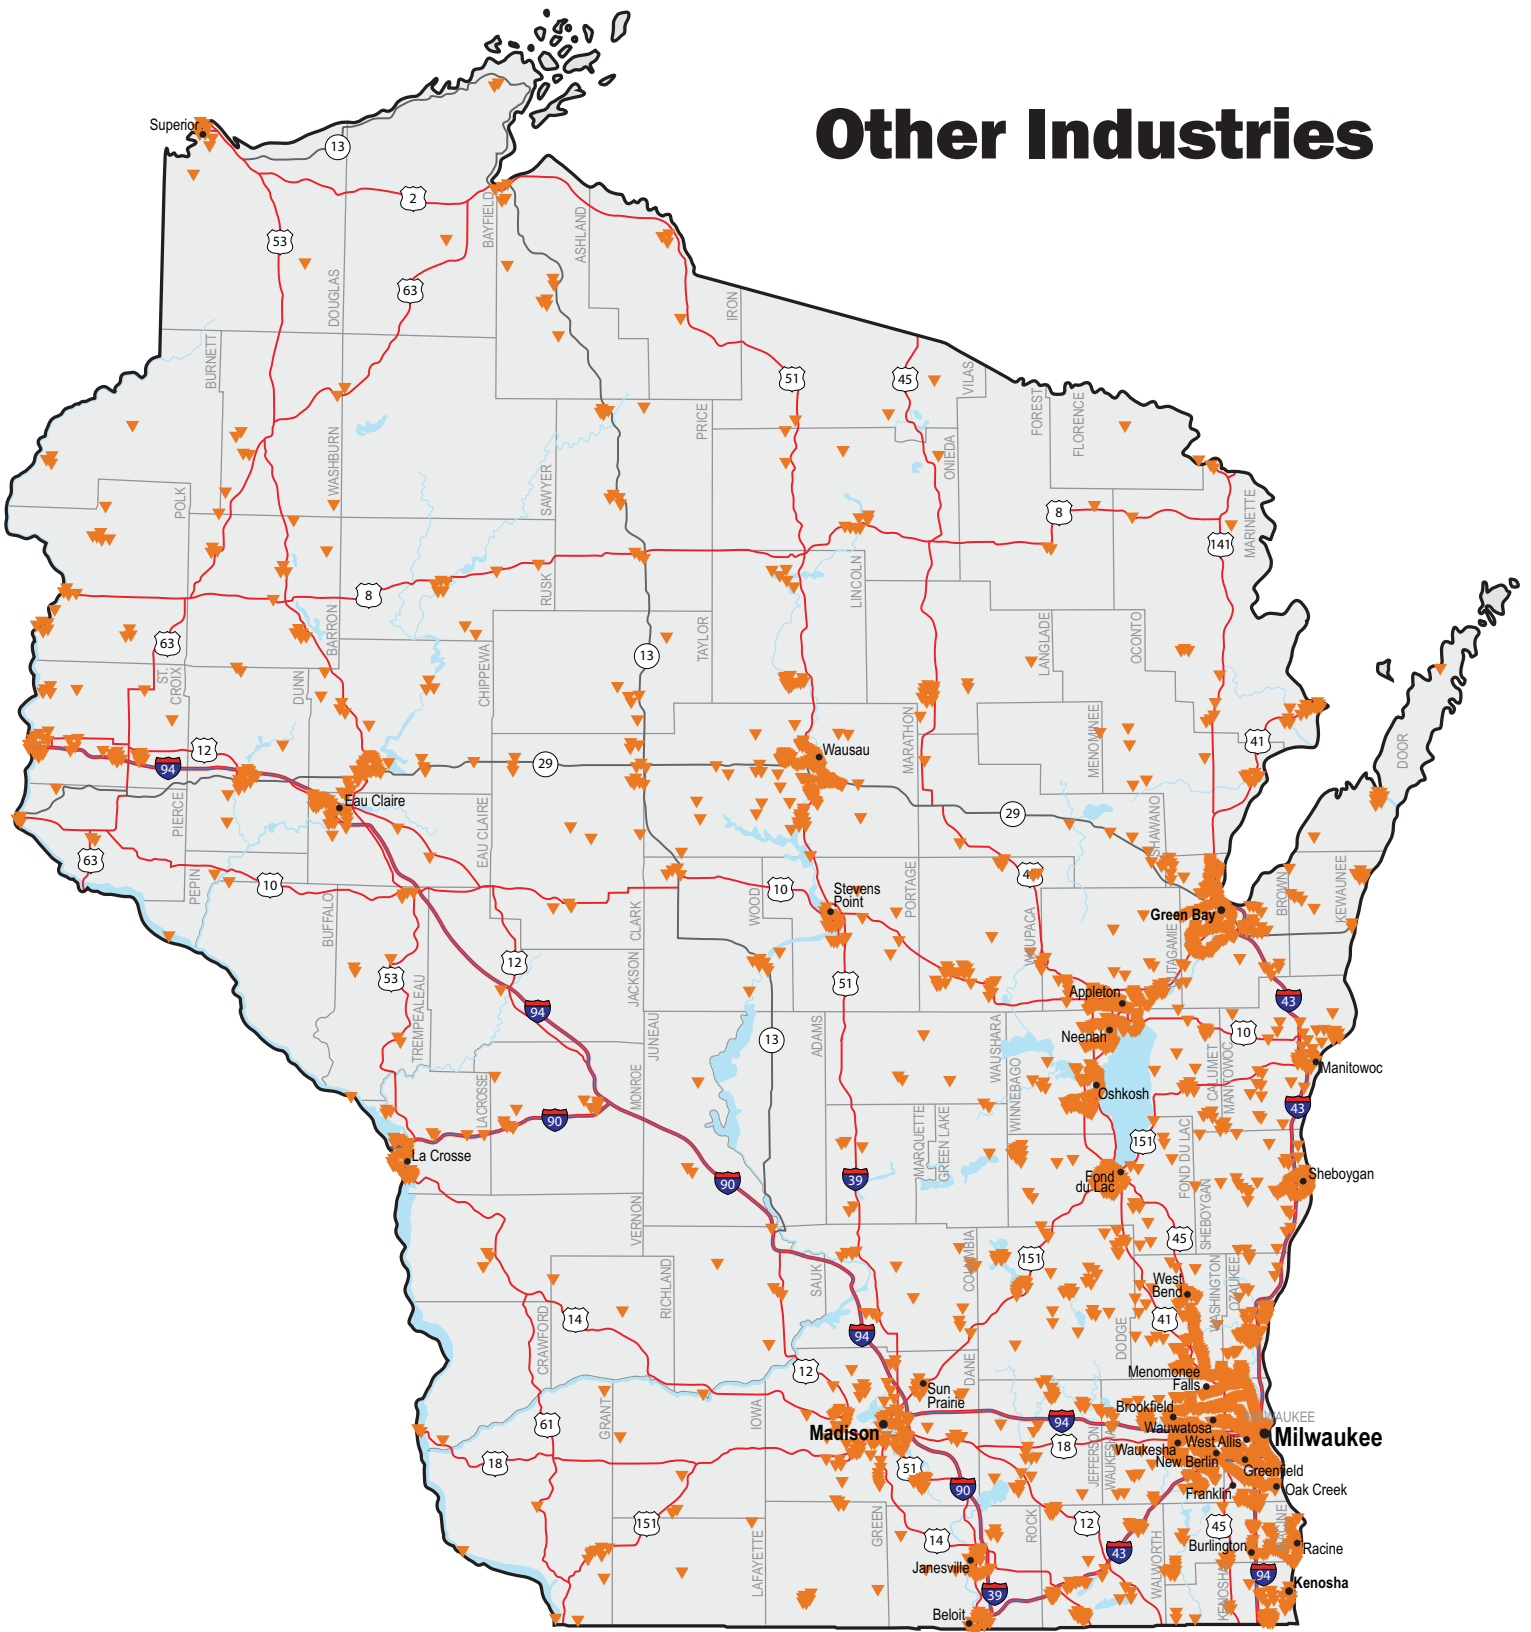 Other Industries
Superior
13
2
BAYFIELD
ASHLAND
53
DOUGLAS
63
IRON
BURNETT
51
45
VILAS
FOREST
FLORENCE
PRICE
WASHBURN
ONIEDA
SAWYER
POLK
8
MARINETTE
141
LINCOLN
RUSK
8
BARRON
TAYLOR
LANGLADE
OCONTO
63
13
ST.
CROIX
DUNN
CHIPPEWA
MARATHON
MENOMINEE
41
DOOR
12
94
Wausau
29
Eau Claire
PIERCE
EAU CLAIRE
29
SHAWANO
63
10
PEPIN
BUFFALO
CLARK
WOOD
10
Stevens
Point
PORTAGE
WAUPACA
Green Bay
BROWN
KEWAUNEE
OUTAGAMIE
12
53
JACKSON
51
TREMPEALEAU
94
Appleton
43
JUNEAU
13
ADAMS
Neenah
10
WAUSHARA
WINNEBAGO
CALUMET
MANITOWOC
Manitowoc
LA CROSSE
90
MONROE
Oshkosh
43
MARQUETTE
GREEN LAKE
151
FOND DU LAC
La Crosse
90
39
Fond
du Lac
Sheboygan
SHEBOYGAN
VERNON
45
COLUMBIA
151
RICHLAND
SAUK
WASHINGTON
OZAUKEE
West
Bend
14
CRAWFORD
94
41
DODGE
12
DANE
Menomonee
Falls
Sun
Prairie
GRANT
IOWA
61
Brookfield
MILWAUKEE
94
Madison
Wauwatosa
Milwaukee
18
Waukesha
West Allis
18
JEFFERSON
WAUKESHA
New Berlin
51
Greenfield
90
Franklin
Oak Creek
151
LAFAYETTE
GREEN
14
ROCK
12
45
RACINE
Burlington
Racine
43
Janesville
WALWORTH
KENOSHA
94
Kenosha
39
Beloit